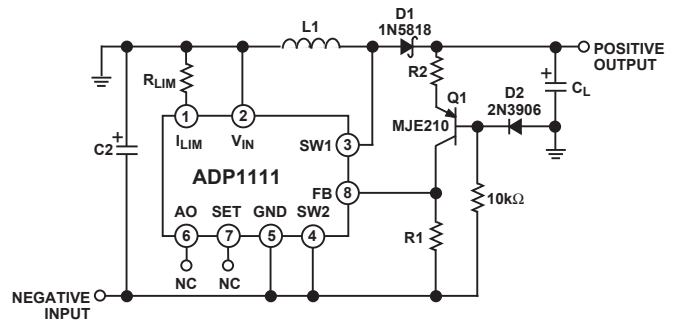 D1
1N5818
L1
POSITIVE
OUTPUT
RLIM
R2
D2
2N3906
CL
Q1
MJE210
1
2
ILIM
VIN
SW1
3
C2
ADP1111
FB
8
10kΩ
AO
SET
GND
SW2
6
7
5
4
R1
NC
NC
NEGATIVE
INPUT